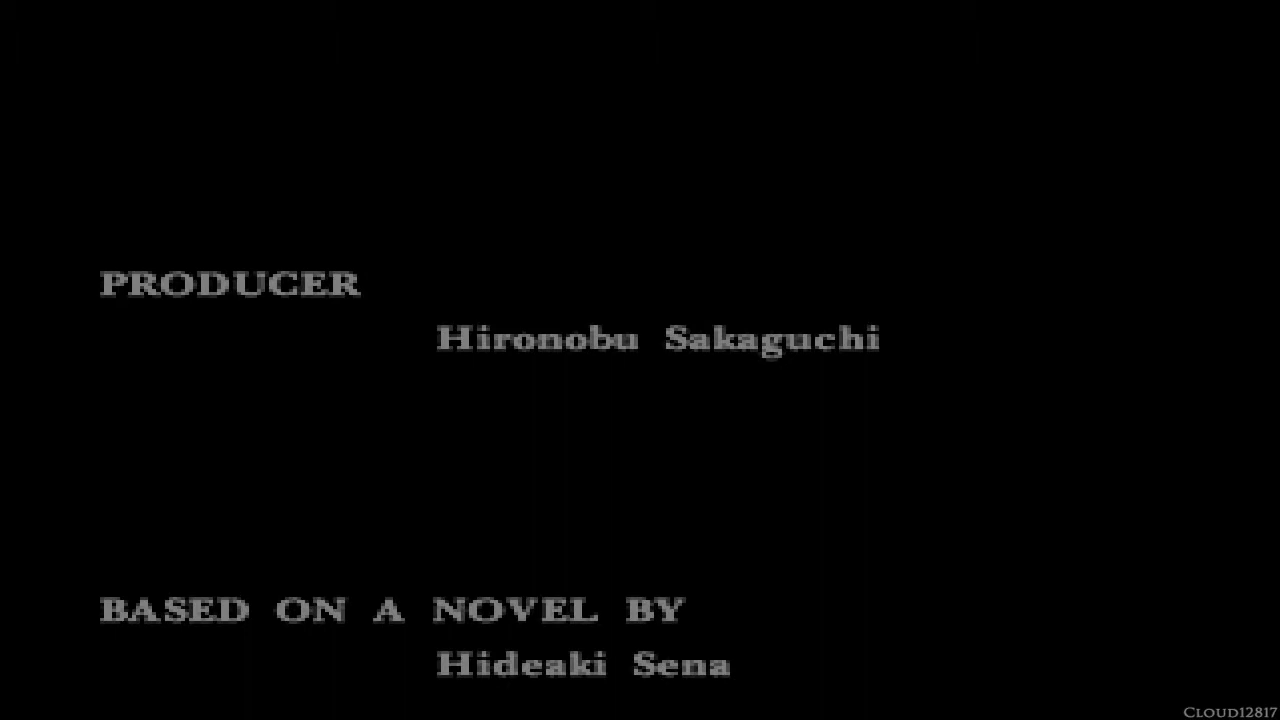 PRODUCER
Hironobu Sakaguchi
BASED ON A NOVEL BY
Hideaki Sena
CLOUD12817